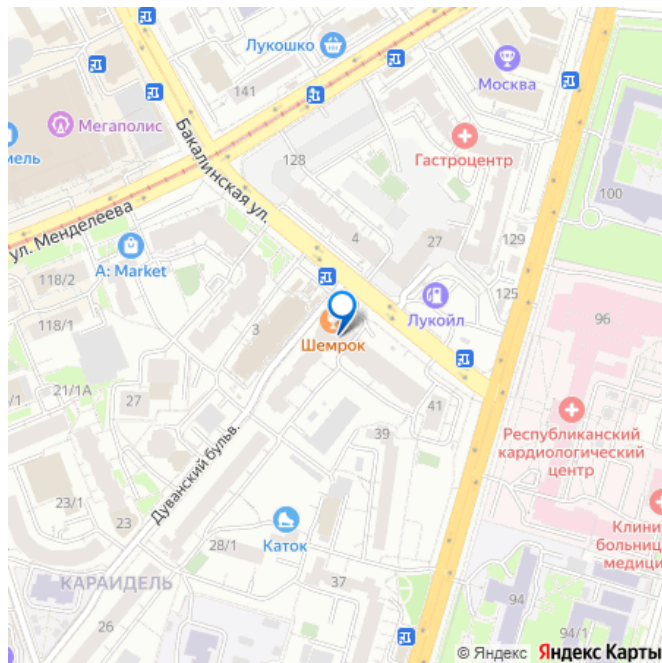 Лукошко
Москва
141
Мегаполис
мель
Бакалинская ул.
Гастроцентр
128
100
ул. Менделеева
4
27
129
A: Market
118/2
125
Лукойл
96
118/1
3
Шемрок
21/1А
/1
27
41
Республиканский
кардиологический
центр
39
Дуванский бульв.
23/1
23
Клини
больниц
медици
28/1
Каток
КАРАИДЕЛЬ
37
94
26
94/1
© Яндекс Яндекс Карты